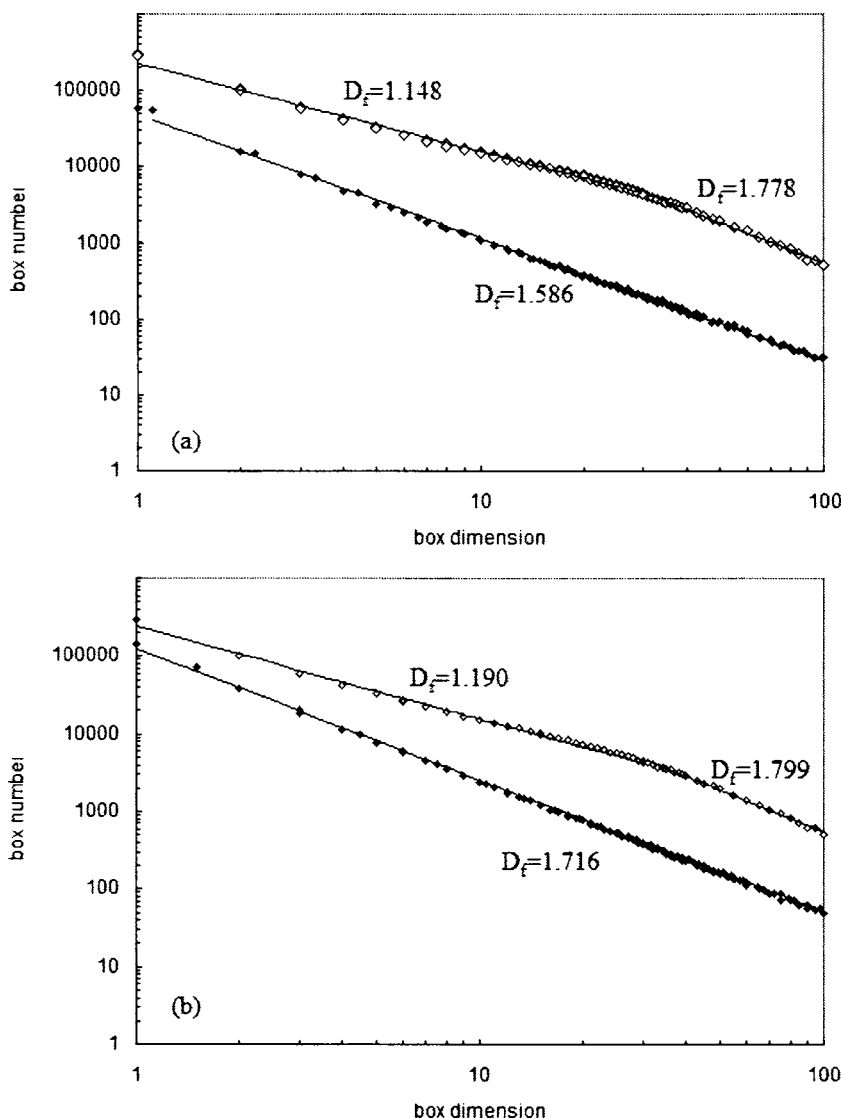 100000
10000
1000
100
10
1
box number
D_f=1.148
D_f=1.778
D_f=1.586
(a)
1
10
100
box dimension
100000
10000
1000
100
10
1
box number
D_f=1.190
D_f=1.799
D_f=1.716
(b)
1
10
100
box dimension